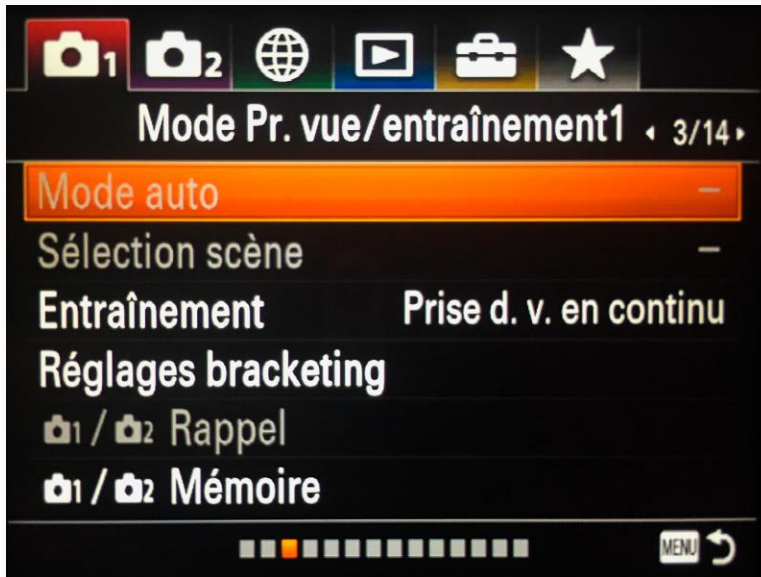 1 2
Mode Pr. vue/entraînement1 3/14
Mode auto –
Sélection scène –
Entraînement Prise d. v. en continu
Réglages bracketing
1 / 2 Rappel
1 / 2 Mémoire
MENU